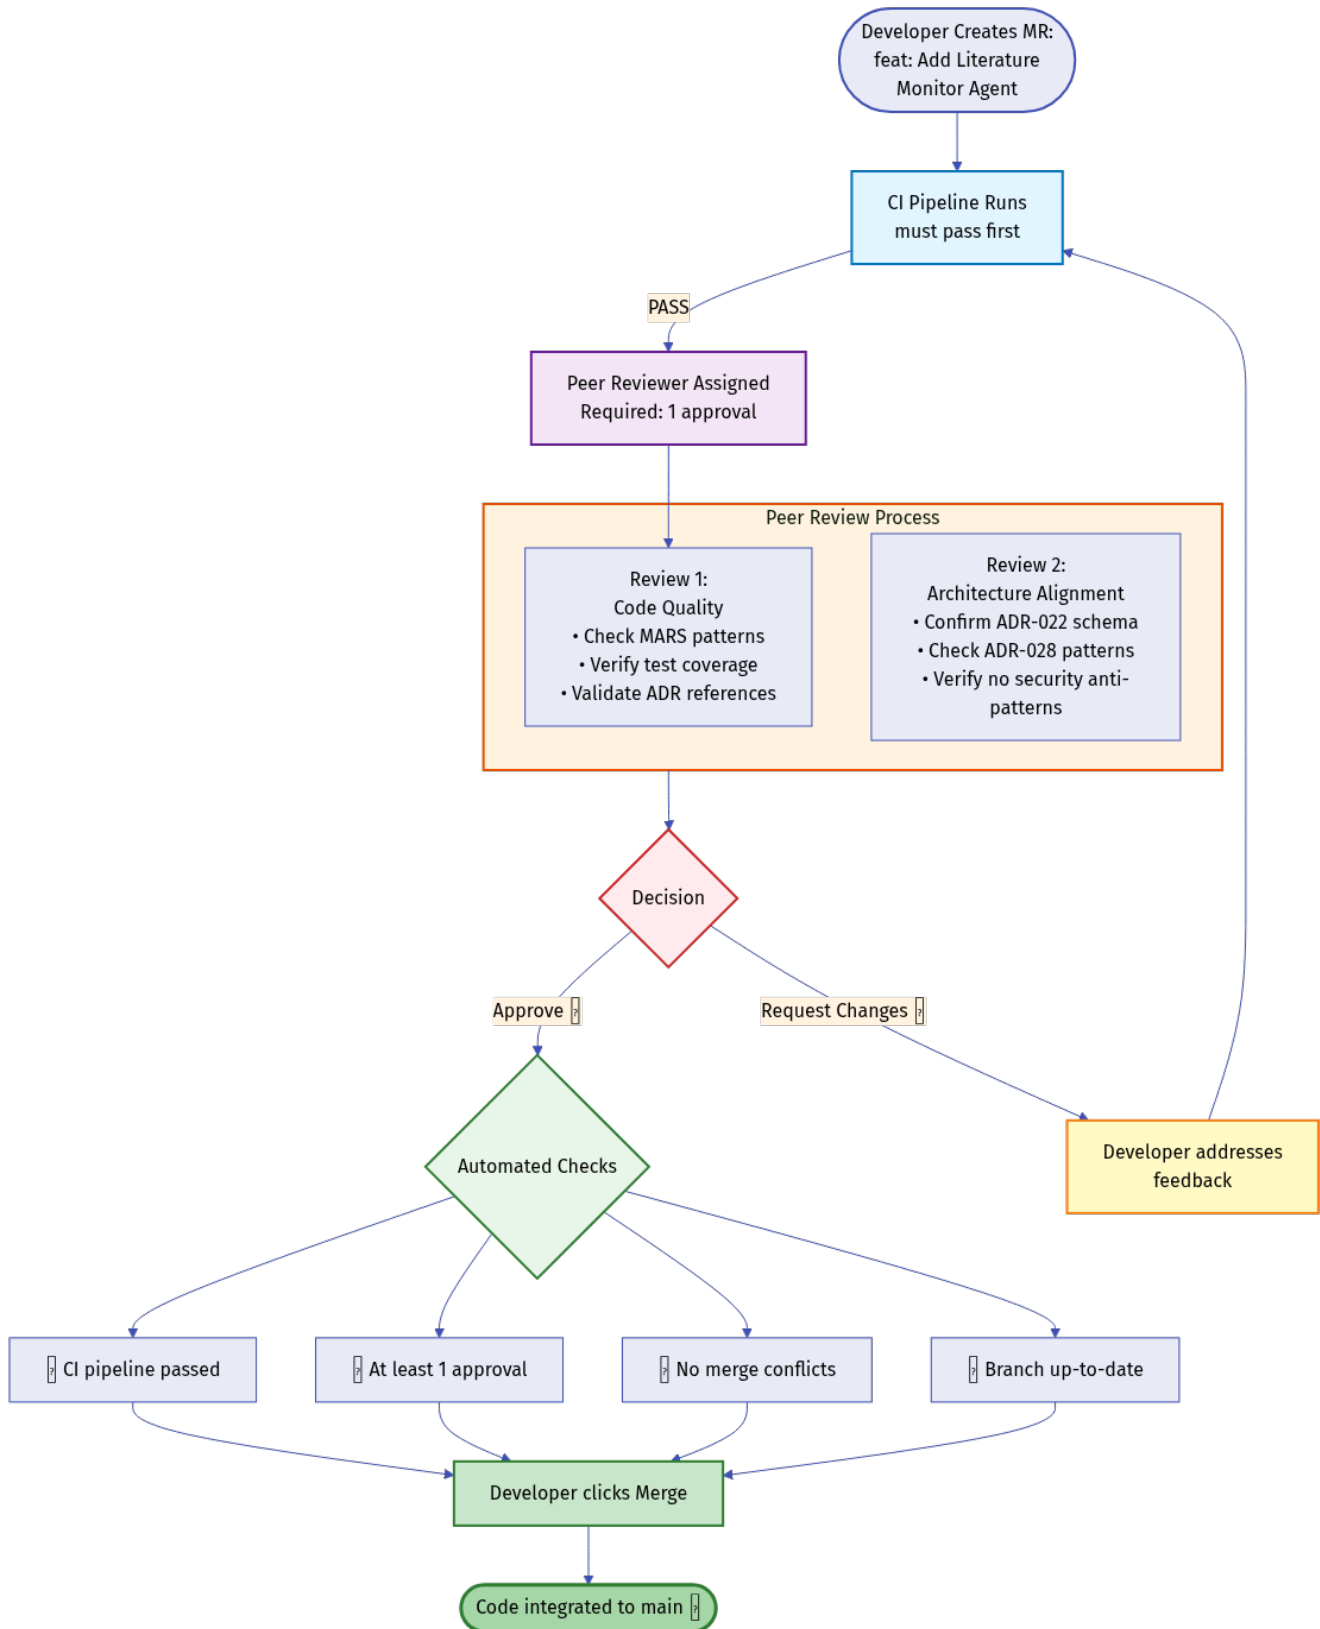 Developer Creates MR:
feat: Add Literature
Monitor Agent
CI Pipeline Runs
must pass first
PASS
Peer Reviewer Assigned
Required: 1 approval
Peer Review Process
Review 1:
Code Quality
• Check MARS patterns
• Verify test coverage
• Validate ADR references
Review 2:
Architecture Alignment
• Confirm ADR-022 schema
• Check ADR-028 patterns
• Verify no security anti-
patterns
Decision
Approve
Request Changes
Automated Checks
Developer addresses
feedback
CI pipeline passed
At least 1 approval
No merge conflicts
Branch up-to-date
Developer clicks Merge
Code integrated to main